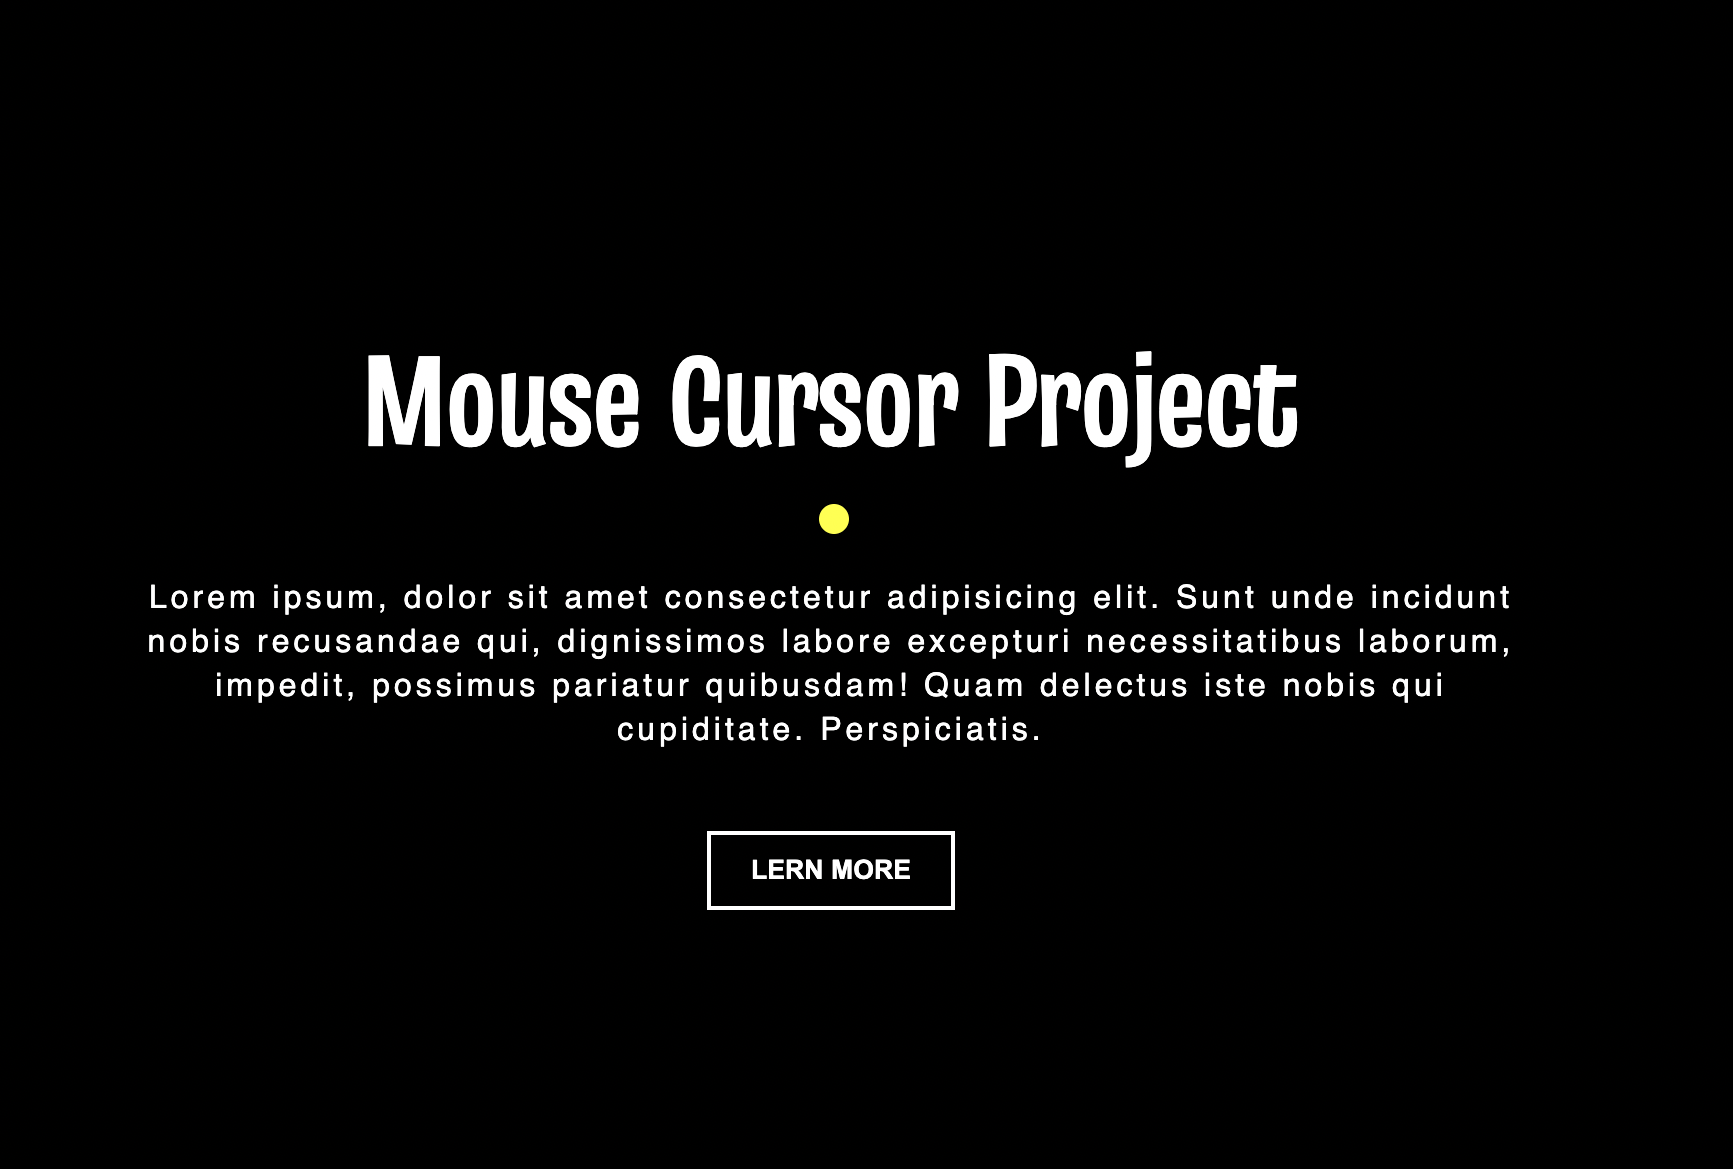 Mouse Cursor Project
Lorem ipsum, dolor sit amet consectetur adipisicing elit. Sunt unde incidunt
nobis recusandae qui, dignissimos labore excepturi necessitatibus laborum,
impedit, possimus pariatur quibusdam! Quam delectus iste nobis qui
cupiditate. Perspiciatis.
LERN MORE